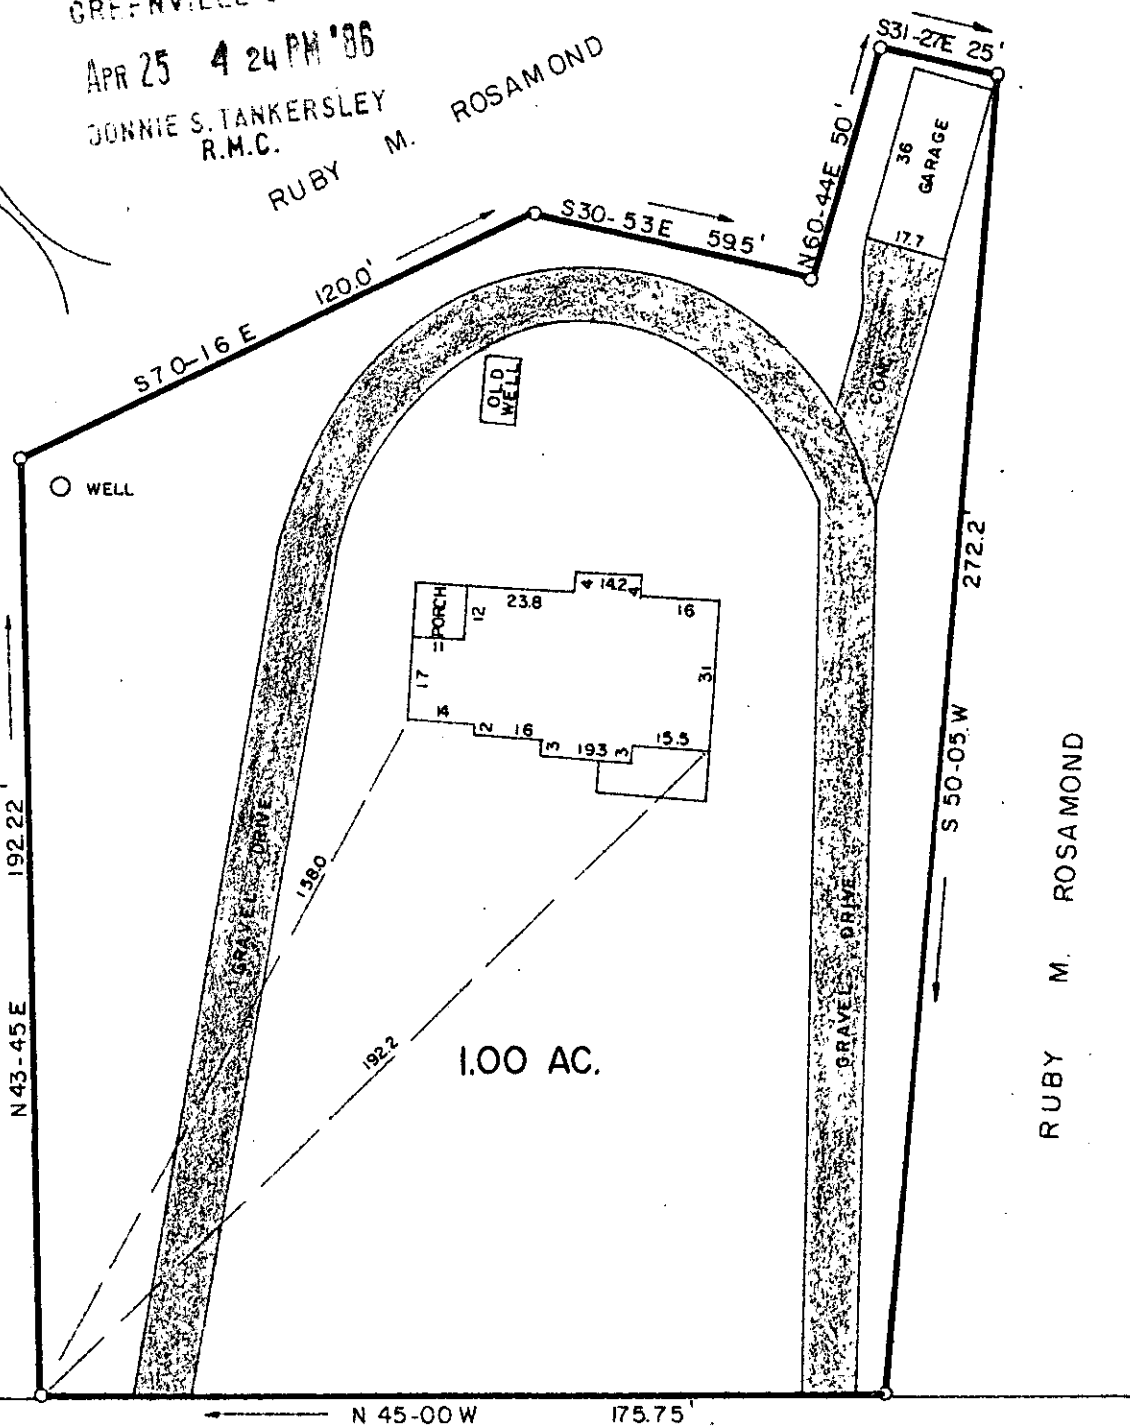 GREENVILLE
APR 25 4 24 PM '86
DONNIE S. TANKERSLEY
R.M.C.
RUBY M. ROSAMOND
S31-27E 25'
N60-44E 50'
36
GARAGE
17.7
S30-53E 59.5'
S70-16E 120.0'
CONC.
OLD
WELL
WELL
272.2'
S 50-05 W
4 14.2 4
23.8
16
PORCH
11
12
17
31
14
2
16
3
19.3
3
15.5
N43-45E 192.22'
GRAVEL DRIVE
158.0
192.2
1.00 AC.
GRAVEL DRIVE
RUBY M. ROSAMOND
N 45-00 W 175.75'